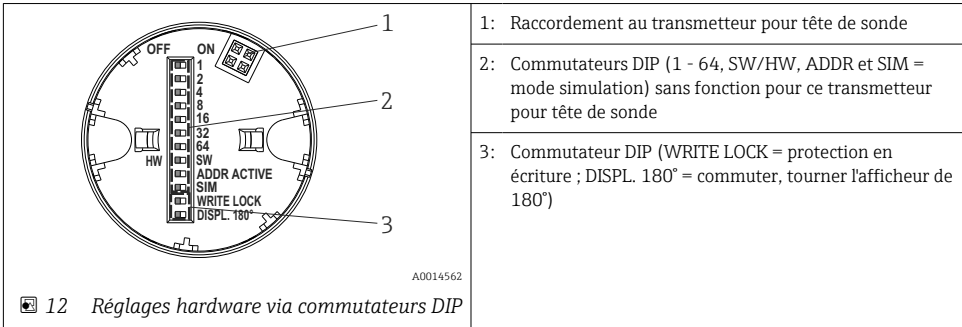 1
OFF ON
1
2
4
8
16
32
64
HW SW
ADDR ACTIVE
SIM
WRITE LOCK
DISPL. 180°
2
3
A0014562
12 Réglages hardware via commutateurs DIP
1: Raccordement au transmetteur pour tête de sonde
2: Commutateurs DIP (1 - 64, SW/HW, ADDR et SIM =
mode simulation) sans fonction pour ce transmetteur
pour tête de sonde
3: Commutateur DIP (WRITE LOCK = protection en
écriture ; DISPL. 180° = commuter, tourner l'afficheur de
180°)